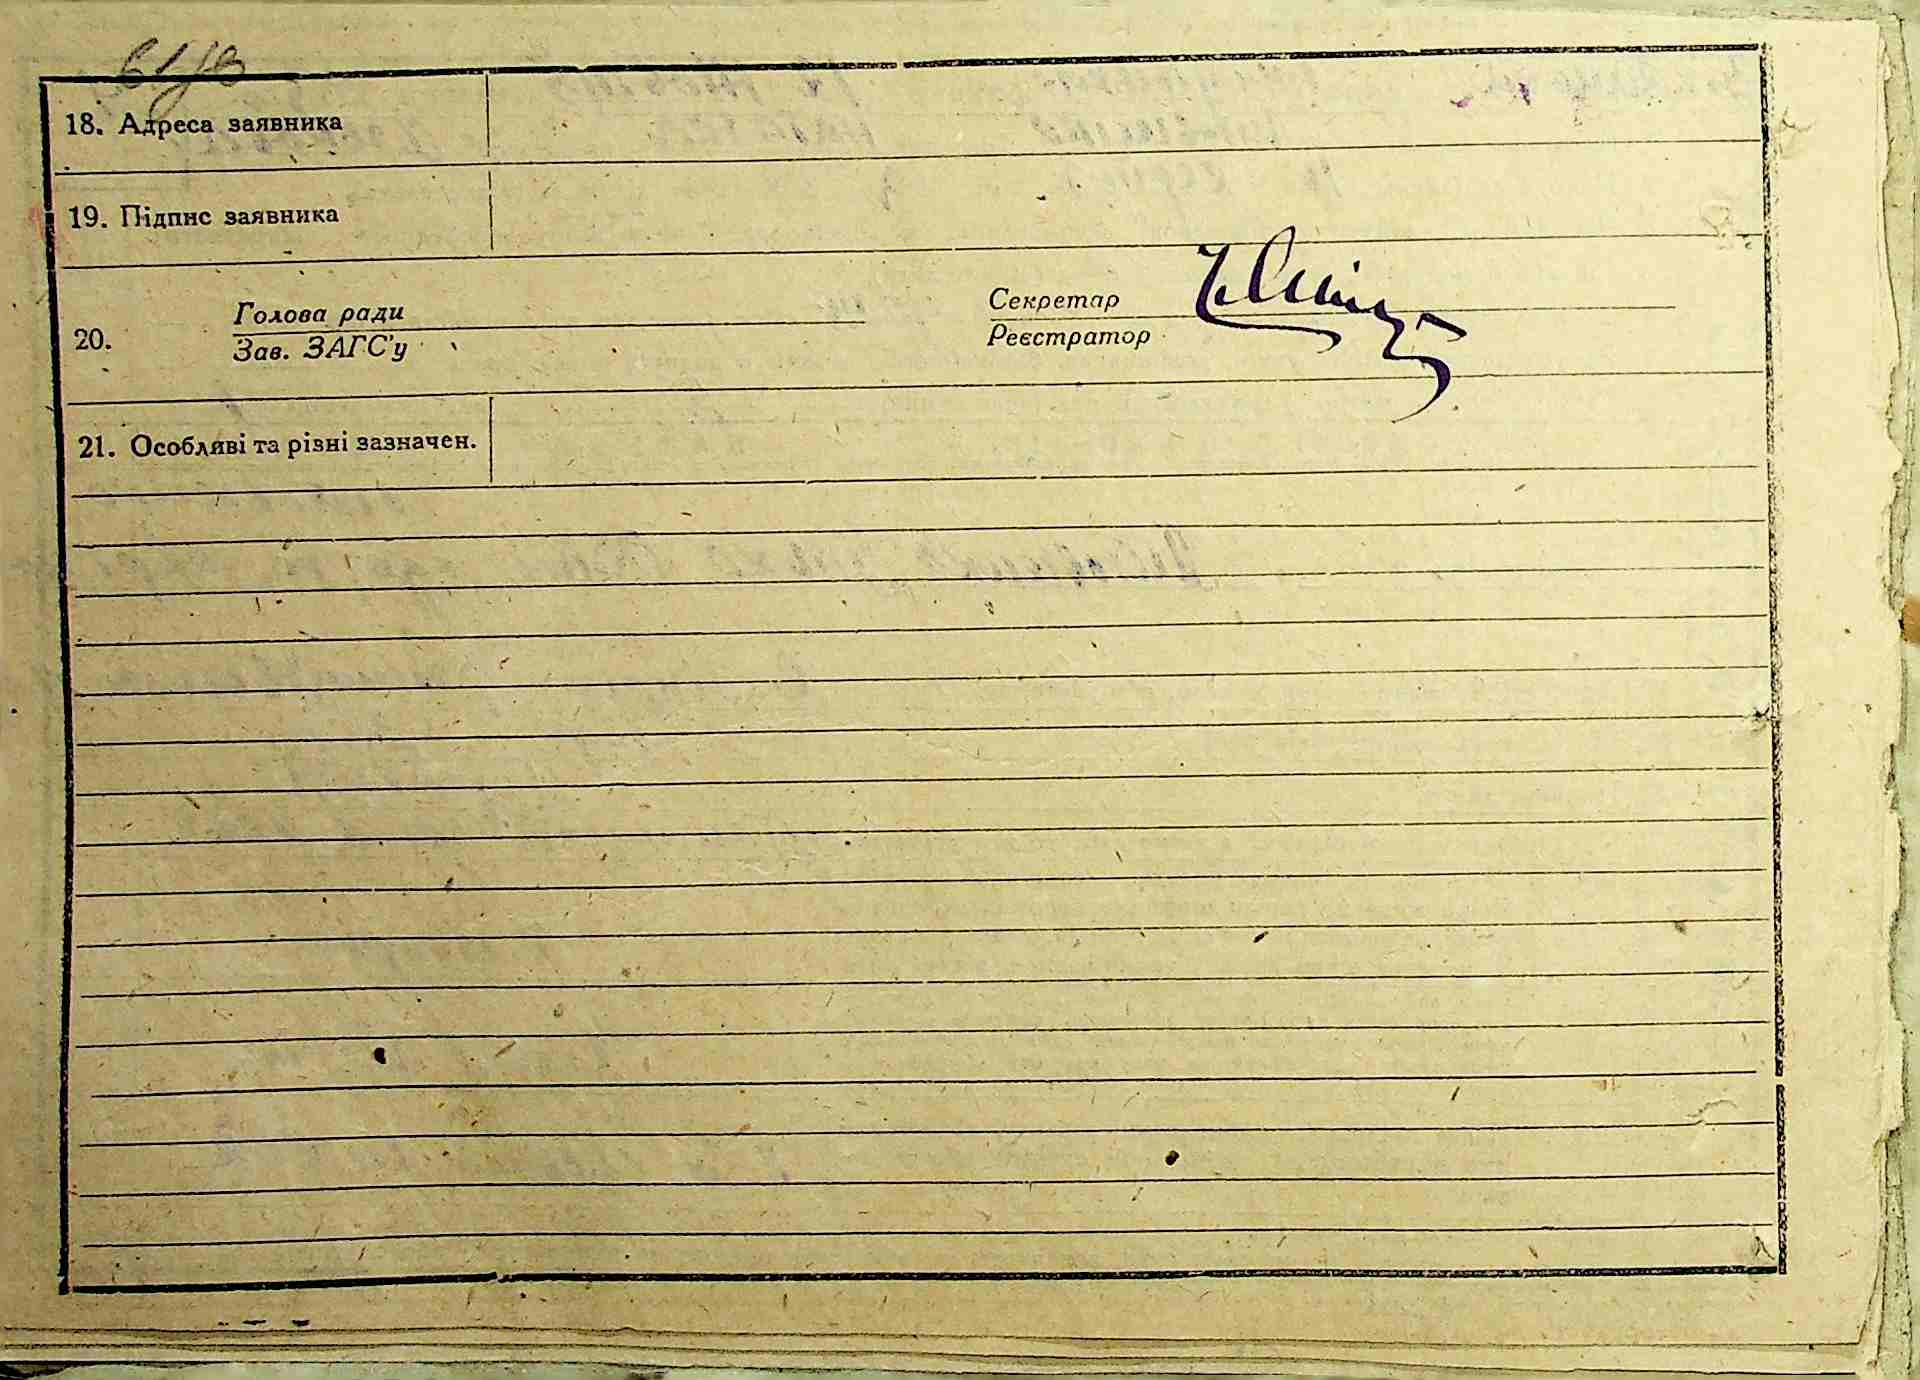 18. Адреса заявника
19. Підпис заявника
20. Голова ради Секретар
Зав. ЗАГС'у Реєстратор
21. Особливі та різні зазначен.